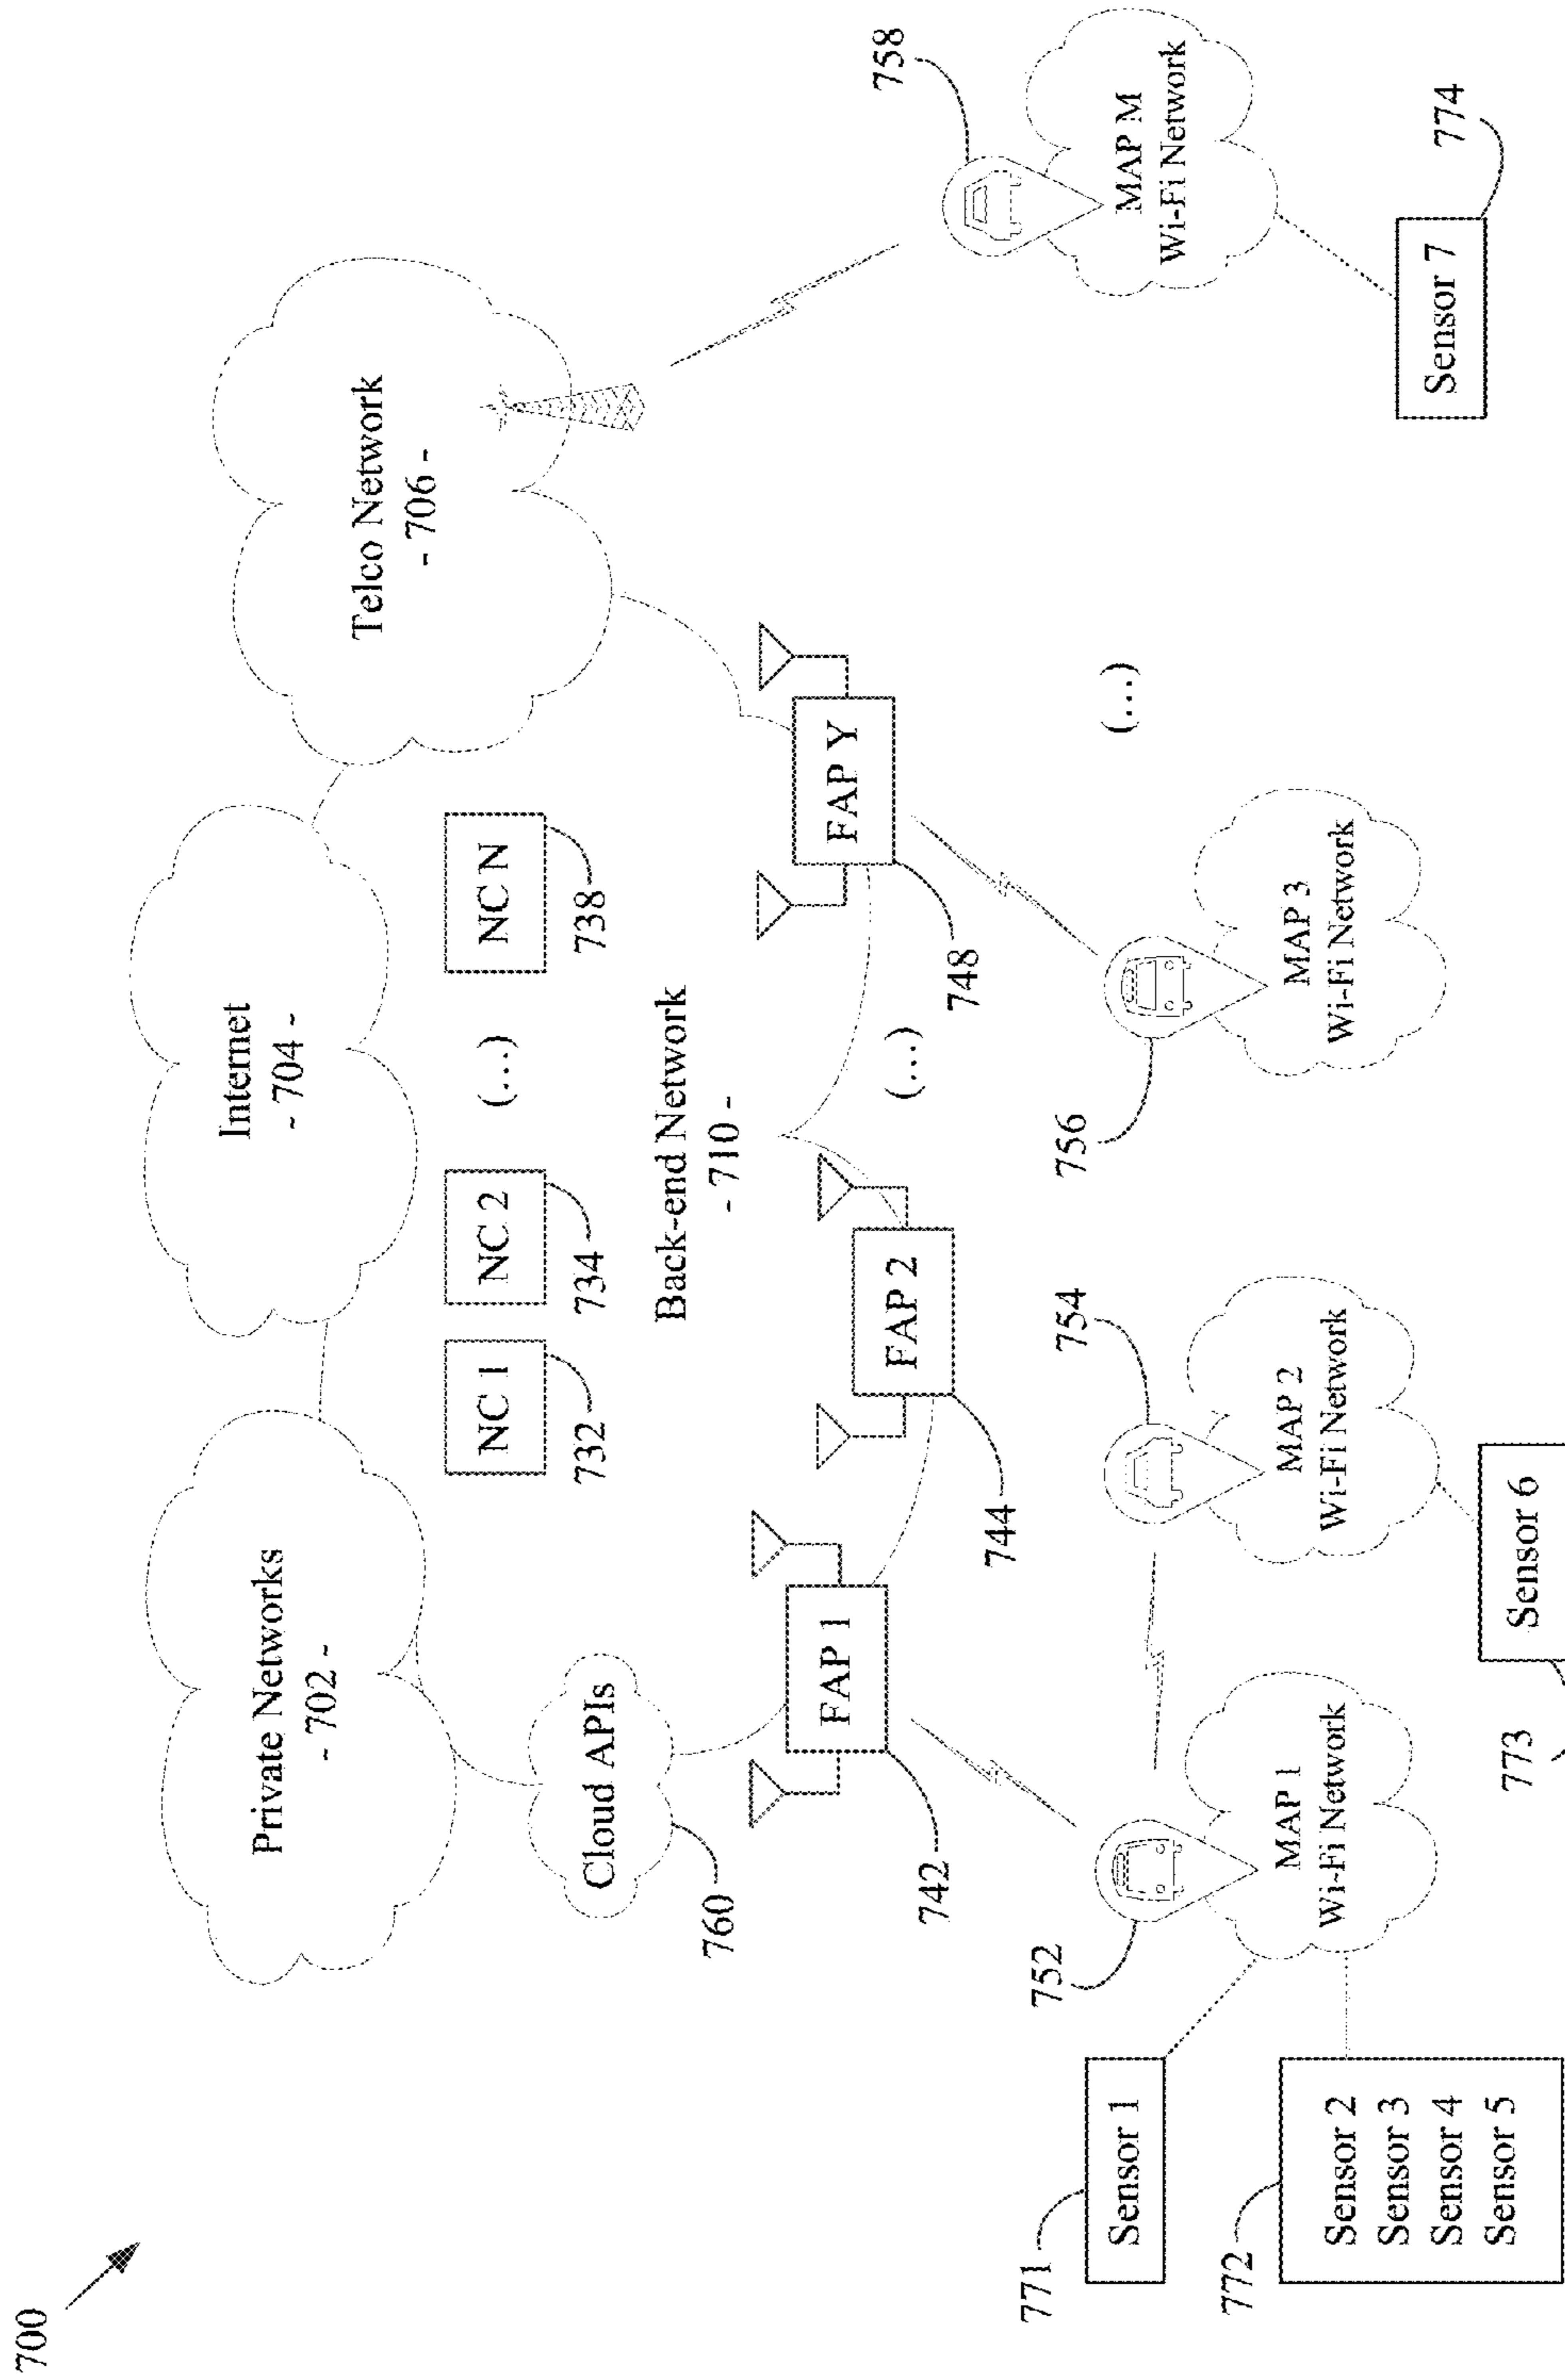 700
Private Networks
- 702 -
Internet
- 704 -
Telco Network
- 706 -
Cloud APIs
760
NC 1
732
NC 2
734
(...)
NC N
738
Back-end Network
- 710 -
FAP 1
742
FAP 2
744
(...)
FAP Y
748
752
MAP 1
Wi-Fi Network
754
MAP 2
Wi-Fi Network
756
MAP 3
Wi-Fi Network
(...)
758
MAP M
Wi-Fi Network
771
Sensor 1
772
Sensor 2
Sensor 3
Sensor 4
Sensor 5
773
Sensor 6
Sensor 7
774